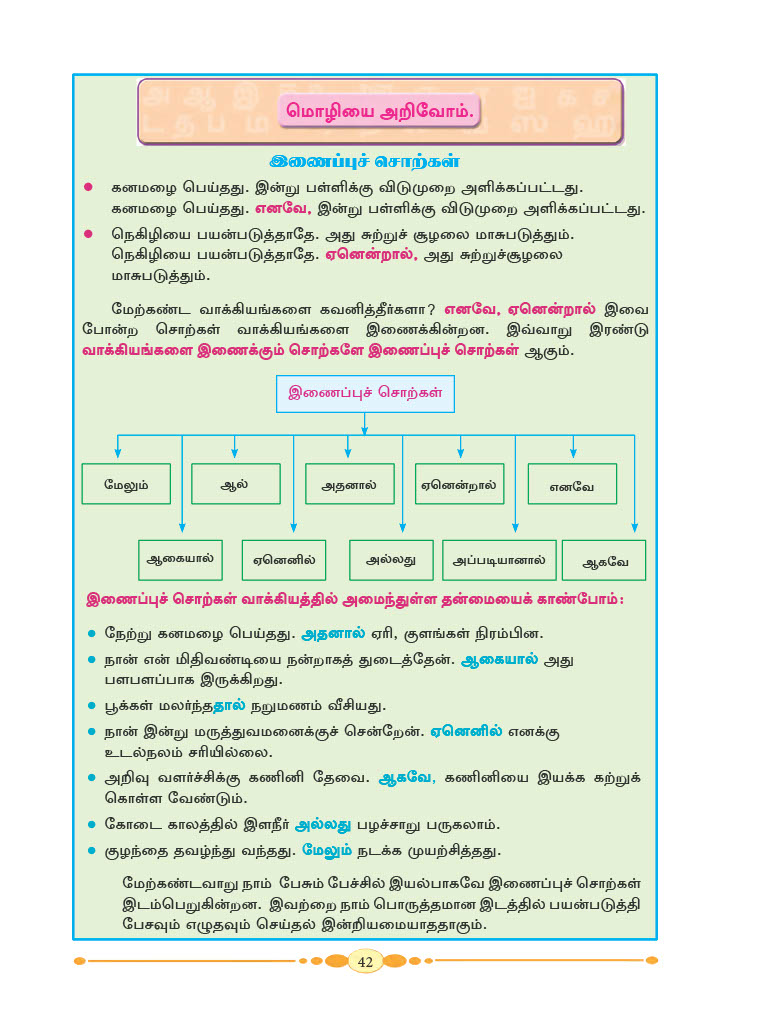 மொழியை அறிவோம்.
இணைப்புச் சொற்கள்
கனமழை பெய்தது. இன்று பள்ளிக்கு விடுமுறை அளிக்கப்பட்டது.
கனமழை பெய்தது. எனவே, இன்று பள்ளிக்கு விடுமுறை அளிக்கப்பட்டது.
நெகிழியை பயன்படுத்தாதே. அது சுற்றுச் சூழலை மாசுபடுத்தும்.
நெகிழியை பயன்படுத்தாதே. ஏனென்றால், அது சுற்றுச்சூழலை
மாசுபடுத்தும்.
மேற்கண்ட வாக்கியங்களை கவனித்தீர்களா? எனவே, ஏனென்றால் இவை
போன்ற சொற்கள் வாக்கியங்களை இணைக்கின்றன. இவ்வாறு இரண்டு
வாக்கியங்களை இணைக்கும் சொற்களே இணைப்புச் சொற்கள் ஆகும்.
இணைப்புச் சொற்கள்
மேலும் ஆல் அதனால் ஏனென்றால் எனவே
ஆகையால் ஏனெனில் அல்லது அப்படியானால் ஆகவே
இணைப்புச் சொற்கள் வாக்கியத்தில் அமைந்துள்ள தன்மையைக் காண்போம்:
நேற்று கனமழை பெய்தது. அதனால் ஏரி, குளங்கள் நிரம்பின.
நான் என் மிதிவண்டியை நன்றாகத் துடைத்தேன். ஆகையால் அது
பளபளப்பாக இருக்கிறது.
பூக்கள் மலர்ந்ததால் நறுமணம் வீசியது.
நான் இன்று மருத்துவமனைக்குச் சென்றேன். ஏனெனில் எனக்கு
உடல்நலம் சரியில்லை.
அறிவு வளர்ச்சிக்கு கணினி தேவை. ஆகவே, கணினியை இயக்க கற்றுக்
கொள்ள வேண்டும்.
கோடை காலத்தில் இளநீர் அல்லது பழச்சாறு பருகலாம்.
குழந்தை தவழ்ந்து வந்தது. மேலும் நடக்க முயற்சித்தது.
மேற்கண்டவாறு நாம் பேசும் பேச்சில் இயல்பாகவே இணைப்புச் சொற்கள்
இடம்பெறுகின்றன. இவற்றை நாம் பொருத்தமான இடத்தில் பயன்படுத்தி
பேசவும் எழுதவும் செய்தல் இன்றியமையாததாகும்.
42